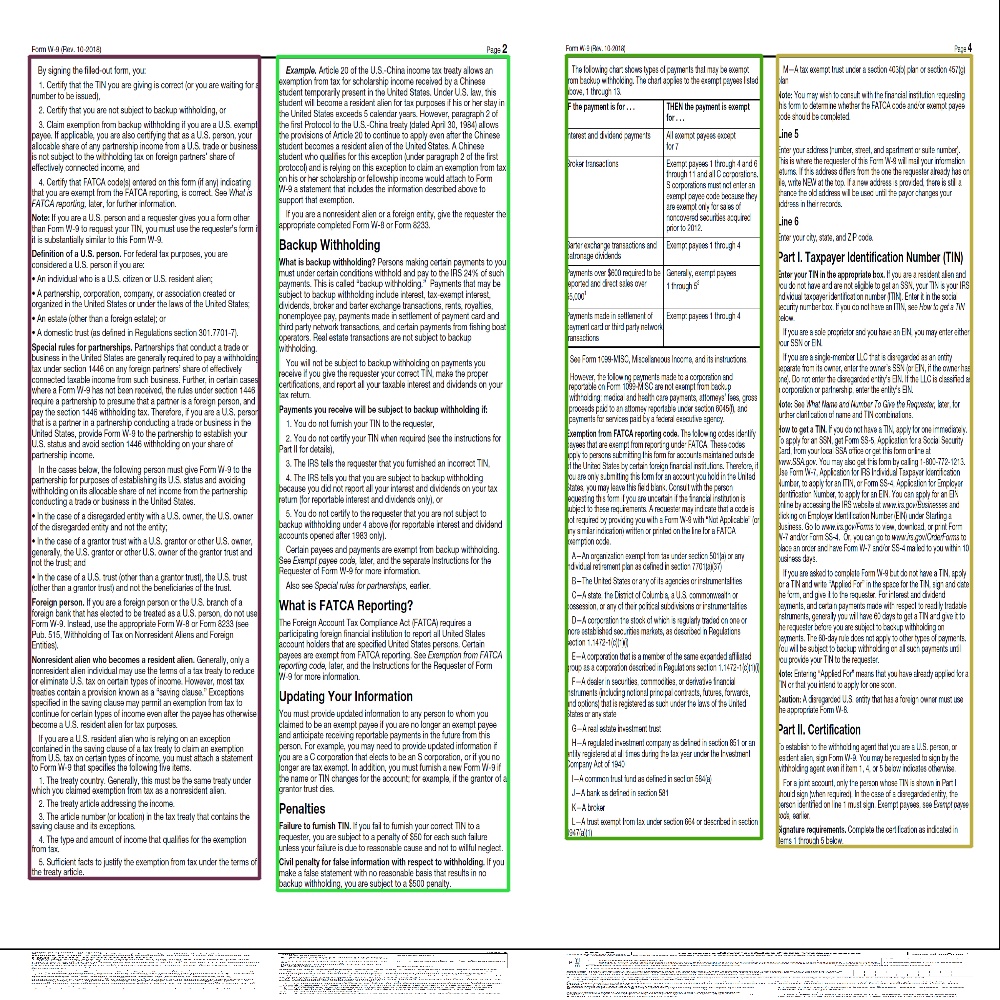 Form W-9 (Rev. 10-2018)
Page 2
By signing the filled-out form, you:
1. Certify that the TIN you are giving is correct (or you are waiting for a
number to be issued),
2. Certify that you are not subject to backup withholding, or
3. Claim exemption from backup withholding if you are a U.S. exempt
payee. If applicable, you are also certifying that as a U.S. person, your
allocable share of any partnership income from a U.S. trade or business
is not subject to the withholding tax on foreign partners' share of
effectively connected income, and
4. Certify that FATCA code(s) entered on this form (if any) indicating
that you are exempt from the FATCA reporting, is correct. See What is
FATCA reporting, later, for further information.
Note: If you are a U.S. person and a requester gives you a form other
than Form W-9 to request your TIN, you must use the requester's form if
it is substantially similar to this Form W-9.
Definition of a U.S. person. For federal tax purposes, you are
considered a U.S. person if you are:
• An individual who is a U.S. citizen or U.S. resident alien;
• A partnership, corporation, company, or association created or
organized in the United States or under the laws of the United States;
• An estate (other than a foreign estate); or
• A domestic trust (as defined in Regulations section 301.7701-7).
Special rules for partnerships. Partnerships that conduct a trade or
business in the United States are generally required to pay a withholding
tax under section 1446 on any foreign partners' share of effectively
connected taxable income from such business. Further, in certain cases
where a Form W-9 has not been received, the rules under section 1446
require a partnership to presume that a partner is a foreign person, and
pay the section 1446 withholding tax. Therefore, if you are a U.S. person
that is a partner in a partnership conducting a trade or business in the
United States, provide Form W-9 to the partnership to establish your
U.S. status and avoid section 1446 withholding on your share of
partnership income.
In the cases below, the following person must give Form W-9 to the
partnership for purposes of establishing its U.S. status and avoiding
withholding on its allocable share of net income from the partnership
conducting a trade or business in the United States.
• In the case of a disregarded entity with a U.S. owner, the U.S. owner
of the disregarded entity and not the entity;
• In the case of a grantor trust with a U.S. grantor or other U.S. owner,
generally, the U.S. grantor or other U.S. owner of the grantor trust and
not the trust; and
• In the case of a U.S. trust (other than a grantor trust), the U.S. trust
(other than a grantor trust) and not the beneficiaries of the trust.
Foreign person. If you are a foreign person or the U.S. branch of a
foreign bank that has elected to be treated as a U.S. person, do not use
Form W-9. Instead, use the appropriate Form W-8 or Form 8233 (see
Pub. 515, Withholding of Tax on Nonresident Aliens and Foreign
Entities).
Nonresident alien who becomes a resident alien. Generally, only a
nonresident alien individual may use the terms of a tax treaty to reduce
or eliminate U.S. tax on certain types of income. However, most tax
treaties contain a provision known as a "saving clause." Exceptions
specified in the saving clause may permit an exemption from tax to
continue for certain types of income even after the payee has otherwise
become a U.S. resident alien for tax purposes.
If you are a U.S. resident alien who is relying on an exception
contained in the saving clause of a tax treaty to claim an exemption
from U.S. tax on certain types of income, you must attach a statement
to Form W-9 that specifies the following five items.
1. The treaty country. Generally, this must be the same treaty under
which you claimed exemption from tax as a nonresident alien.
2. The treaty article addressing the income.
3. The article number (or location) in the tax treaty that contains the
saving clause and its exceptions.
4. The type and amount of income that qualifies for the exemption
from tax.
5. Sufficient facts to justify the exemption from tax under the terms of
the treaty article.
Example. Article 20 of the U.S.-China income tax treaty allows an
exemption from tax for scholarship income received by a Chinese
student temporarily present in the United States. Under U.S. law, this
student will become a resident alien for tax purposes if his or her stay in
the United States exceeds 5 calendar years. However, paragraph 2 of
the first Protocol to the U.S.-China treaty (dated April 30, 1984) allows
the provisions of Article 20 to continue to apply even after the Chinese
student becomes a resident alien of the United States. A Chinese
student who qualifies for this exception (under paragraph 2 of the first
protocol) and is relying on this exception to claim an exemption from tax
on his or her scholarship or fellowship income would attach to Form
W-9 a statement that includes the information described above to
support that exemption.
If you are a nonresident alien or a foreign entity, give the requester the
appropriate completed Form W-8 or Form 8233.
Backup Withholding
What is backup withholding? Persons making certain payments to you
must under certain conditions withhold and pay to the IRS 24% of such
payments. This is called "backup withholding." Payments that may be
subject to backup withholding include interest, tax-exempt interest,
dividends, broker and barter exchange transactions, rents, royalties,
nonemployee pay, payments made in settlement of payment card and
third party network transactions, and certain payments from fishing boat
operators. Real estate transactions are not subject to backup
withholding.
You will not be subject to backup withholding on payments you
receive if you give the requester your correct TIN, make the proper
certifications, and report all your taxable interest and dividends on your
tax return.
Payments you receive will be subject to backup withholding if:
1. You do not furnish your TIN to the requester,
2. You do not certify your TIN when required (see the instructions for
Part II for details),
3. The IRS tells the requester that you furnished an incorrect TIN,
4. The IRS tells you that you are subject to backup withholding
because you did not report all your interest and dividends on your tax
return (for reportable interest and dividends only), or
5. You do not certify to the requester that you are not subject to
backup withholding under 4 above (for reportable interest and dividend
accounts opened after 1983 only).
Certain payees and payments are exempt from backup withholding.
See Exempt payee code, later, and the separate Instructions for the
Requester of Form W-9 for more information.
Also see Special rules for partnerships, earlier.
What is FATCA Reporting?
The Foreign Account Tax Compliance Act (FATCA) requires a
participating foreign financial institution to report all United States
account holders that are specified United States persons. Certain
payees are exempt from FATCA reporting. See Exemption from FATCA
reporting code, later, and the Instructions for the Requester of Form
W-9 for more information.
Updating Your Information
You must provide updated information to any person to whom you
claimed to be an exempt payee if you are no longer an exempt payee
and anticipate receiving reportable payments in the future from this
person. For example, you may need to provide updated information if
you are a C corporation that elects to be an S corporation, or if you no
longer are tax exempt. In addition, you must furnish a new Form W-9 if
the name or TIN changes for the account; for example, if the grantor of a
grantor trust dies.
Penalties
Failure to furnish TIN. If you fail to furnish your correct TIN to a
requester, you are subject to a penalty of $50 for each such failure
unless your failure is due to reasonable cause and not to willful neglect.
Civil penalty for false information with respect to withholding. If you
make a false statement with no reasonable basis that results in no
backup withholding, you are subject to a $500 penalty.
Form W-9 (Rev. 10-2018)
Page 4
The following chart shows types of payments that may be exempt
from backup withholding. The chart applies to the exempt payees listed
above, 1 through 13.
IF the payment is for . . . THEN the payment is exempt
for . . .
Interest and dividend payments All exempt payees except
for 7
Broker transactions Exempt payees 1 through 4 and 6
through 11 and all C corporations.
S corporations must not enter an
exempt payee code because they
are exempt only for sales of
noncovered securities acquired
prior to 2012.
Barter exchange transactions and Exempt payees 1 through 4
patronage dividends
Payments over $600 required to be Generally, exempt payees
reported and direct sales over 1 through 5²
$5,000¹
Payments made in settlement of Exempt payees 1 through 4
payment card or third party network
transactions
See Form 1099-MISC, Miscellaneous Income, and its instructions.
However, the following payments made to a corporation and
reportable on Form 1099-MISC are not exempt from backup
withholding: medical and health care payments, attorneys' fees, gross
proceeds paid to an attorney reportable under section 6045(f), and
payments for services paid by a federal executive agency.
Exemption from FATCA reporting code. The following codes identify
payees that are exempt from reporting under FATCA. These codes
apply to persons submitting this form for accounts maintained outside
of the United States by certain foreign financial institutions. Therefore, if
you are only submitting this form for an account you hold in the United
States, you may leave this field blank. Consult with the person
requesting this form if you are uncertain if the financial institution is
subject to these requirements. A requester may indicate that a code is
not required by providing you with a Form W-9 with "Not Applicable" (or
any similar indication) written or printed on the line for a FATCA
exemption code.
A—An organization exempt from tax under section 501(a) or any
individual retirement plan as defined in section 7701(a)(37)
B—The United States or any of its agencies or instrumentalities
C—A state, the District of Columbia, a U.S. commonwealth or
possession, or any of their political subdivisions or instrumentalities
D—A corporation the stock of which is regularly traded on one or
more established securities markets, as described in Regulations
section 1.1472-1(c)(1)(i)
E—A corporation that is a member of the same expanded affiliated
group as a corporation described in Regulations section 1.1472-1(c)(1)(i)
F—A dealer in securities, commodities, or derivative financial
instruments (including notional principal contracts, futures, forwards,
and options) that is registered as such under the laws of the United
States or any state
G—A real estate investment trust
H—A regulated investment company as defined in section 851 or an
entity registered at all times during the tax year under the Investment
Company Act of 1940
I—A common trust fund as defined in section 584(a)
J—A bank as defined in section 581
K—A broker
L—A trust exempt from tax under section 664 or described in section
4947(a)(1)
M—A tax exempt trust under a section 403(b) plan or section 457(g)
plan
Note: You may wish to consult with the financial institution requesting
this form to determine whether the FATCA code and/or exempt payee
code should be completed.
Line 5
Enter your address (number, street, and apartment or suite number).
This is where the requester of this Form W-9 will mail your information
returns. If this address differs from the one the requester already has on
file, write NEW at the top. If a new address is provided, there is still a
chance the old address will be used until the payor changes your
address in their records.
Line 6
Enter your city, state, and ZIP code.
Part I. Taxpayer Identification Number (TIN)
Enter your TIN in the appropriate box. If you are a resident alien and
you do not have and are not eligible to get an SSN, your TIN is your IRS
individual taxpayer identification number (ITIN). Enter it in the social
security number box. If you do not have an ITIN, see How to get a TIN
below.
If you are a sole proprietor and you have an EIN, you may enter either
your SSN or EIN.
If you are a single-member LLC that is disregarded as an entity
separate from its owner, enter the owner's SSN (or EIN, if the owner has
one). Do not enter the disregarded entity's EIN. If the LLC is classified as
a corporation or partnership, enter the entity's EIN.
Note: See What Name and Number To Give the Requester, later, for
further clarification of name and TIN combinations.
How to get a TIN. If you do not have a TIN, apply for one immediately.
To apply for an SSN, get Form SS-5, Application for a Social Security
Card, from your local SSA office or get this form online at
www.SSA.gov. You may also get this form by calling 1-800-772-1213.
Use Form W-7, Application for IRS Individual Taxpayer Identification
Number, to apply for an ITIN, or Form SS-4, Application for Employer
Identification Number, to apply for an EIN. You can apply for an EIN
online by accessing the IRS website at www.irs.gov/Businesses and
clicking on Employer Identification Number (EIN) under Starting a
Business. Go to www.irs.gov/Forms to view, download, or print Form
W-7 and/or Form SS-4. Or, you can go to www.irs.gov/OrderForms to
place an order and have Form W-7 and/or SS-4 mailed to you within 10
business days.
If you are asked to complete Form W-9 but do not have a TIN, apply
for a TIN and write "Applied For" in the space for the TIN, sign and date
the form, and give it to the requester. For interest and dividend
payments, and certain payments made with respect to readily tradable
instruments, generally you will have 60 days to get a TIN and give it to
the requester before you are subject to backup withholding on
payments. The 60-day rule does not apply to other types of payments.
You will be subject to backup withholding on all such payments until
you provide your TIN to the requester.
Note: Entering "Applied For" means that you have already applied for a
TIN or that you intend to apply for one soon.
Caution: A disregarded U.S. entity that has a foreign owner must use
the appropriate Form W-8.
Part II. Certification
To establish to the withholding agent that you are a U.S. person, or
resident alien, sign Form W-9. You may be requested to sign by the
withholding agent even if item 1, 4, or 5 below indicates otherwise.
For a joint account, only the person whose TIN is shown in Part I
should sign (when required). In the case of a disregarded entity, the
person identified on line 1 must sign. Exempt payees, see Exempt payee
code, earlier.
Signature requirements. Complete the certification as indicated in
items 1 through 5 below.